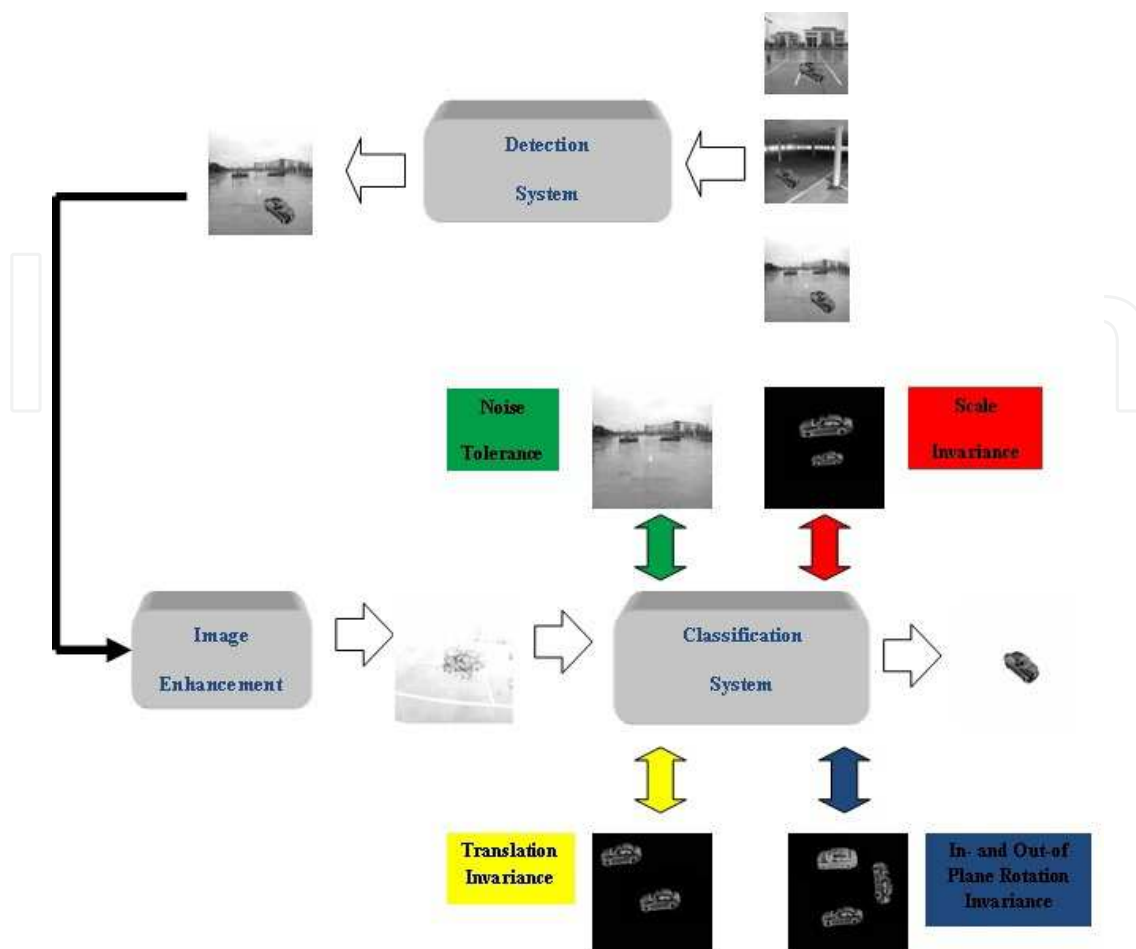 Detection
System
Noise
Tolerance
Scale
Invariance
Image
Enhancement
Classification
System
Translation
Invariance
In- and Out-of
Plane Rotation
Invariance